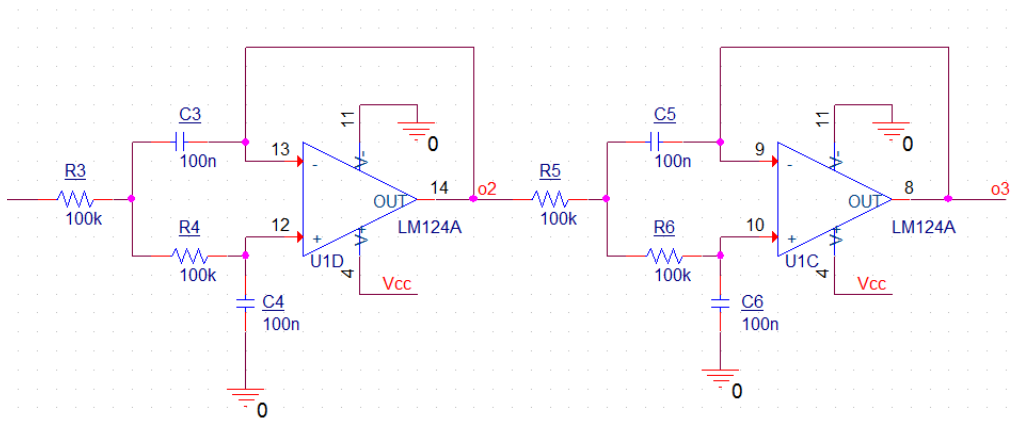 C3
100n
R3
100k
R4
100k
C4
100n
0
13
-
12
+
11
V-
0
OUT
14
o2
LM124A
U1D
V+
4
Vcc
R5
100k
C5
100n
R6
100k
C6
100n
0
9
-
10
+
11
V-
0
OUT
8
o3
LM124A
U1C
V+
4
Vcc